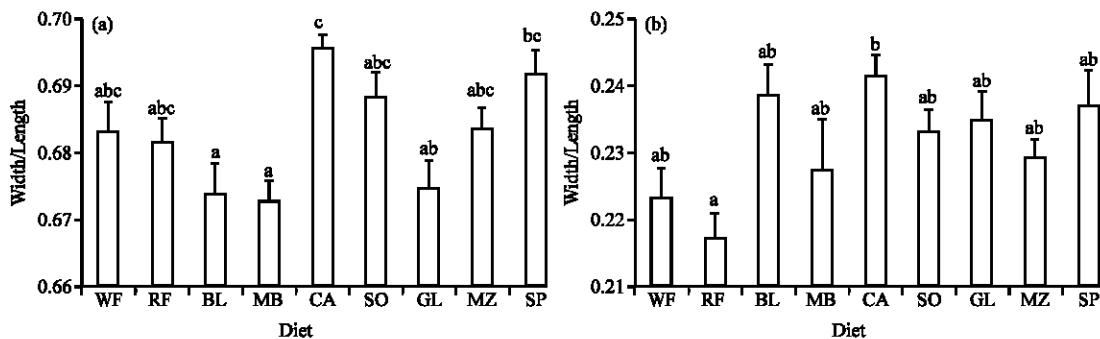 (a)
Width/Length
0.70
0.69
0.68
0.67
0.66
abc
abc
a
a
c
abc
ab
abc
bc
WF RF BL MB CA SO GL MZ SP
Diet
(b)
Width/Length
0.25
0.24
0.23
0.22
0.21
ab
a
ab
ab
b
ab
ab
ab
ab
WF RF BL MB CA SO GL MZ SP
Diet